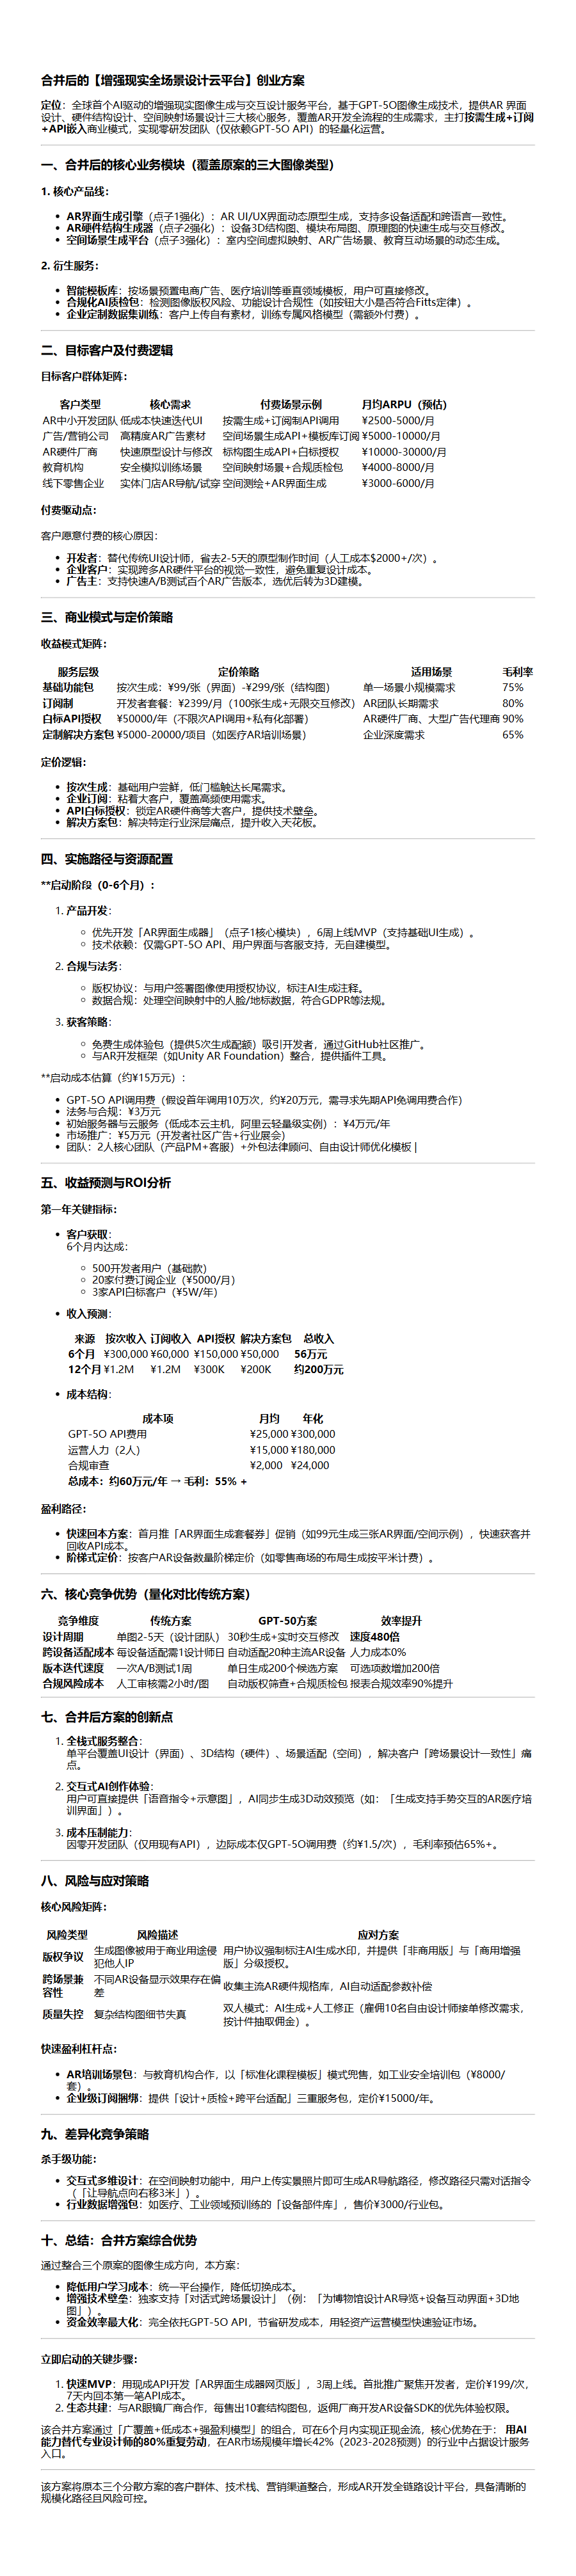 合并后的【增强现实全场景设计云平台】创业方案
定位：全球首个AI驱动的增强现实图像生成与交互设计服务平台，基于GPT-5O图像生成技术，提供AR 界面
设计、硬件结构设计、空间映射场景设计三大核心服务，覆盖AR开发全流程的生成需求，主打按需生成+订阅
+API嵌入商业模式，实现零研发团队（仅依赖GPT-5O API）的轻量化运营。
一、合并后的核心业务模块（覆盖原案的三大图像类型）
1. 核心产品线：
• AR界面生成引擎（点子1强化）：AR UI/UX界面动态原型生成，支持多设备适配和跨语言一致性。
• AR硬件结构生成器（点子2强化）：设备3D结构图、模块布局图、原理图的快速生成与交互修改。
• 空间场景生成平台（点子3强化）：室内空间虚拟映射、AR广告场景、教育互动场景的动态生成。
2. 衍生服务：
• 智能模板库：按场景预置电商广告、医疗培训等垂直领域模板，用户可直接修改。
• 合规化AI质检包：检测图像版权风险、功能设计合规性（如按钮大小是否符合Fitts定律）。
• 企业定制数据集训练：客户上传自有素材，训练专属风格模型（需额外付费）。
二、目标客户及付费逻辑
目标客户群体矩阵：
客户类型 核心需求 付费场景示例 月均ARPU（预估）
AR中小开发团队 低成本快速迭代UI 按需生成+订阅制API调用 ¥2500-5000/月
广告/营销公司 高精度AR广告素材 空间场景生成API+模板库订阅 ¥5000-10000/月
AR硬件厂商 快速原型设计与修改 标构图生成API+白标授权 ¥10000-30000/月
教育机构 安全模拟训练场景 空间映射场景+合规质检包 ¥4000-8000/月
线下零售企业 实体门店AR导航/试穿 空间测绘+AR界面生成 ¥3000-6000/月
付费驱动点：
客户愿意付费的核心原因：
• 开发者：替代传统UI设计师，省去2-5天的原型制作时间（人工成本$2000+/次）。
• 企业客户：实现跨多AR硬件平台的视觉一致性，避免重复设计成本。
• 广告主：支持快速A/B测试百个AR广告版本，选优后转为3D建模。
三、商业模式与定价策略
收益模式矩阵：
服务层级 定价策略 适用场景 毛利率
基础功能包 按次生成：¥99/张（界面）-¥299/张（结构图） 单一场景小规模需求 75%
订阅制 开发者套餐：¥2399/月（100张生成+无限交互修改） AR团队长期需求 80%
白标API授权 ¥50000/年（不限次API调用+私有化部署） AR硬件厂商、大型广告代理商 90%
定制解决方案包 ¥5000-20000/项目（如医疗AR培训场景） 企业深度需求 65%
定价逻辑：
• 按次生成：基础用户尝鲜，低门槛触达长尾需求。
• 企业订阅：粘着大客户，覆盖高频使用需求。
• API白标授权：锁定AR硬件商等大客户，提供技术壁垒。
• 解决方案包：解决特定行业深层痛点，提升收入天花板。
四、实施路径与资源配置
**启动阶段（0-6个月）：
1. 产品开发：
◦ 优先开发「AR界面生成器」（点子1核心模块），6周上线MVP（支持基础UI生成）。
◦ 技术依赖：仅需GPT-5O API、用户界面与客服支持，无自建模型。
2. 合规与法务：
◦ 版权协议：与用户签署图像使用授权协议，标注AI生成注释。
◦ 数据合规：处理空间映射中的人脸/地标数据，符合GDPR等法规。
3. 获客策略：
◦ 免费生成体验包（提供5次生成配额）吸引开发者，通过GitHub社区推广。
◦ 与AR开发框架（如Unity AR Foundation）整合，提供插件工具。
**启动成本估算（约¥15万元）：
• GPT-5O API调用费（假设首年调用10万次，约¥20万元，需寻求先期API免调用费合作）
• 法务与合规：¥3万元
• 初始服务器与云服务（低成本云主机，阿里云轻量级实例）：¥4万元/年
• 市场推广：¥5万元（开发者社区广告+行业展会）
• 团队：2人核心团队（产品PM+客服）+外包法律顾问、自由设计师优化模板 |
五、收益预测与ROI分析
第一年关键指标：
• 客户获取：
6个月内达成：
◦ 500开发者用户（基础款）
◦ 20家付费订阅企业（¥5000/月）
◦ 3家API白标客户（¥5W/年）
• 收入预测：
来源 按次收入 订阅收入 API授权 解决方案包 总收入
6个月 ¥300,000 ¥60,000 ¥150,000 ¥50,000 56万元
12个月 ¥1.2M ¥1.2M ¥300K ¥200K 约200万元
• 成本结构：
成本项 月均 年化
GPT-5O API费用 ¥25,000 ¥300,000
运营人力（2人） ¥15,000 ¥180,000
合规审查 ¥2,000 ¥24,000
总成本：约60万元/年 → 毛利：55% +
盈利路径：
• 快速回本方案：首月推「AR界面生成套餐券」促销（如99元生成三张AR界面/空间示例），快速获客并
回收API成本。
• 阶梯式定价：按客户AR设备数量阶梯定价（如零售商场的布局生成按平米计费）。
六、核心竞争优势（量化对比传统方案）
竞争维度 传统方案 GPT-50方案 效率提升
设计周期 单图2-5天（设计团队） 30秒生成+实时交互修改 速度480倍
跨设备适配成本 每设备适配需1设计师日 自动适配20种主流AR设备 人力成本0%
版本迭代速度 一次A/B测试1周 单日生成200个候选方案 可选项数增加200倍
合规风险成本 人工审核需2小时/图 自动版权筛查+合规质检包 报表合规效率90%提升
七、合并后方案的创新点
1. 全栈式服务整合：
单平台覆盖UI设计（界面）、3D结构（硬件）、场景适配（空间），解决客户「跨场景设计一致性」痛
点。
2. 交互式AI创作体验：
用户可直接提供「语音指令+示意图」，AI同步生成3D动效预览（如：「生成支持手势交互的AR医疗培
训界面」）。
3. 成本压制能力：
因零开发团队（仅用现有API），边际成本仅GPT-5O调用费（约¥1.5/次），毛利率预估65%+。
八、风险与应对策略
核心风险矩阵：
风险类型 风险描述 应对方案
版权争议 生成图像被用于商业用途侵犯他人IP 用户协议强制标注AI生成水印，并提供「非商用版」与「商用增强版」分级授权。
跨场景兼容性 不同AR设备显示效果存在偏差 收集主流AR硬件规格库，AI自动适配参数补偿
质量失控 复杂结构图细节失真 双人模式：AI生成+人工修正（雇佣10名自由设计师接单修改需求，按计件抽取佣金）。
快速盈利杠杆点：
• AR培训场景包：与教育机构合作，以「标准化课程模板」模式兜售，如工业安全培训包（¥8000/
套）。
• 企业级订阅捆绑：提供「设计+质检+跨平台适配」三重服务包，定价¥15000/年。
九、差异化竞争策略
杀手级功能：
• 交互式多维设计：在空间映射功能中，用户上传实景照片即可生成AR导航路径，修改路径只需对话指令
（「让导航点向右移3米」）。
• 行业数据增强包：如医疗、工业领域预训练的「设备部件库」，售价¥3000/行业包。
十、总结：合并方案综合优势
通过整合三个原案的图像生成方向，本方案：
• 降低用户学习成本：统一平台操作，降低切换成本。
• 增强技术壁垒：独家支持「对话式跨场景设计」（例：「为博物馆设计AR导览+设备互动界面+3D地
图」）。
• 资金效率最大化：完全依托GPT-5O API，节省研发成本，用轻资产运营模型快速验证市场。
立即启动的关键步骤：
1. 快速MVP：用现成API开发「AR界面生成器网页版」，3周上线。首批推广聚焦开发者，定价¥199/次，
7天内回本第一笔API成本。
2. 生态共建：与AR眼镜厂商合作，每售出10套结构图包，返佣厂商开发AR设备SDK的优先体验权限。
该合并方案通过「广覆盖+低成本+强盈利模型」的组合，可在6个月内实现正现金流，核心优势在于： 用AI
能力替代专业设计师的80%重复劳动，在AR市场规模年增长42%（2023-2028预测）的行业中占据设计服务
入口。
该方案将原本三个分散方案的客户群体、技术栈、营销渠道整合，形成AR开发全链路设计平台，具备清晰的
规模化路径且风险可控。